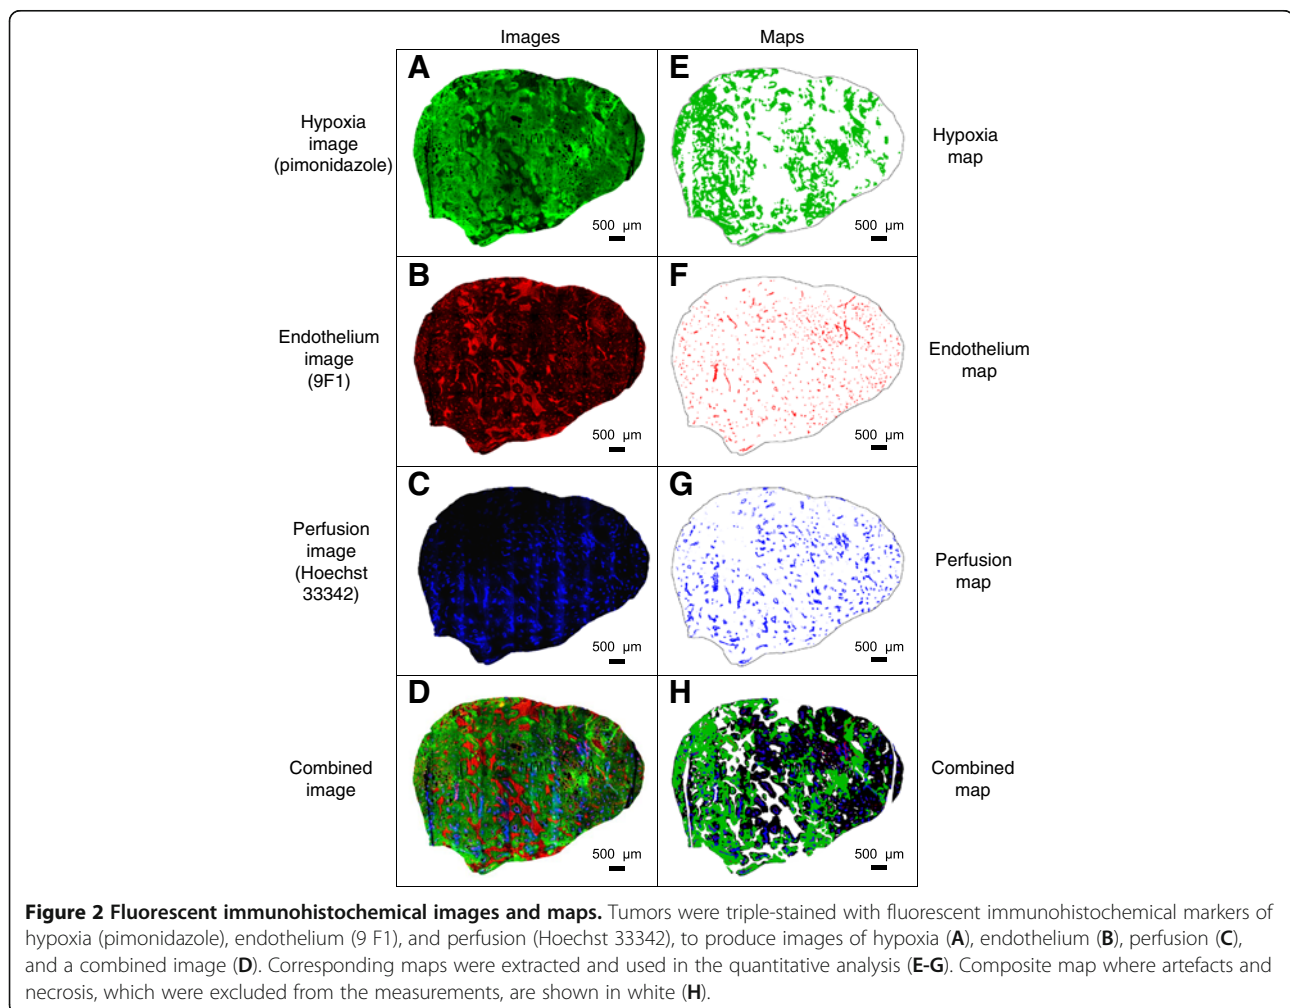 Images
Maps
A
Hypoxia
image
(pimonidazole)
500 µm
E
Hypoxia
map
500 µm
B
Endothelium
image
(9F1)
500 µm
F
Endothelium
map
500 µm
C
Perfusion
image
(Hoechst
33342)
500 µm
G
Perfusion
map
500 µm
D
Combined
image
500 µm
H
Combined
map
500 µm
Figure 2 Fluorescent immunohistochemical images and maps. Tumors were triple-stained with fluorescent immunohistochemical markers of
hypoxia (pimonidazole), endothelium (9 F1), and perfusion (Hoechst 33342), to produce images of hypoxia (A), endothelium (B), perfusion (C),
and a combined image (D). Corresponding maps were extracted and used in the quantitative analysis (E-G). Composite map where artefacts and
necrosis, which were excluded from the measurements, are shown in white (H).